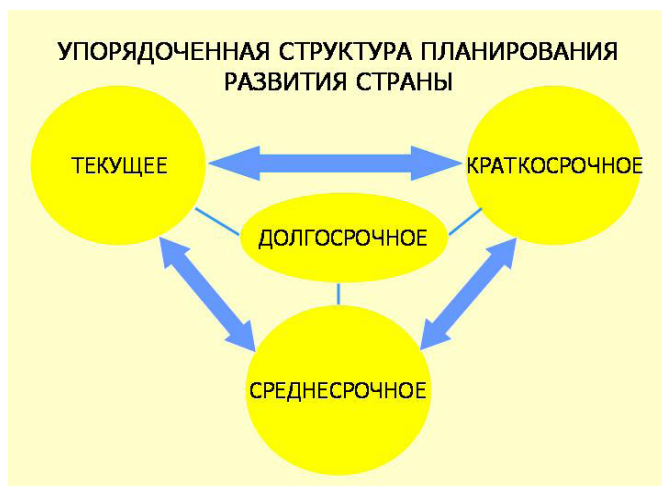 УПОРЯДОЧЕННАЯ СТРУКТУРА ПЛАНИРОВАНИЯ
РАЗВИТИЯ СТРАНЫ
ТЕКУЩЕЕ
КРАТКОСРОЧНОЕ
ДОЛГОСРОЧНОЕ
СРЕДНЕСРОЧНОЕ